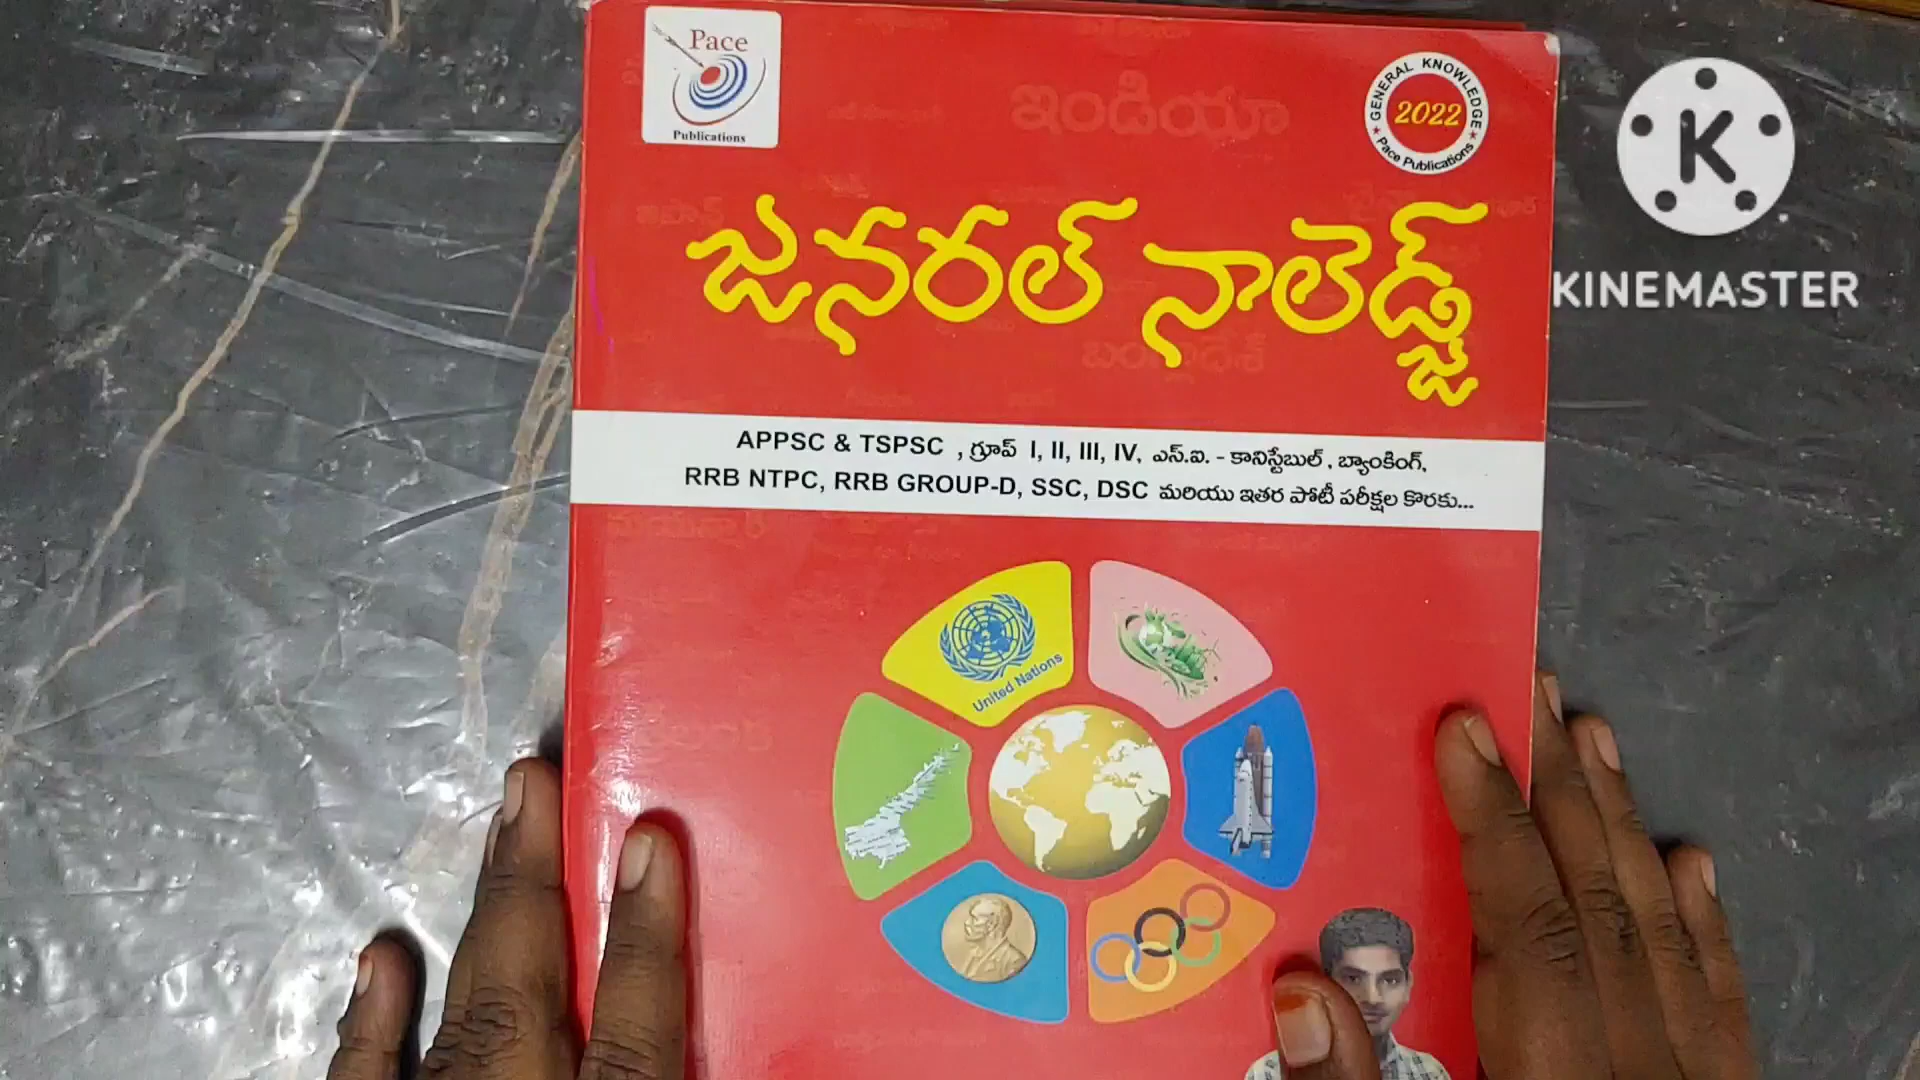 Pace
Publications
GENERAL KNOWLEDGE
2022
Pace Publications
ఇండియా
జనరల్ నాలెడ్జ్
బంగ్లాదేశ్
APPSC & TSPSC , గ్రూప్ I, II, III, IV, ఎస్.ఐ. - కానిస్టేబుల్, బ్యాంకింగ్,
RRB NTPC, RRB GROUP-D, SSC, DSC మరియు ఇతర పోటీ పరీక్షల కొరకు...
United Nations
K
KINEMASTER